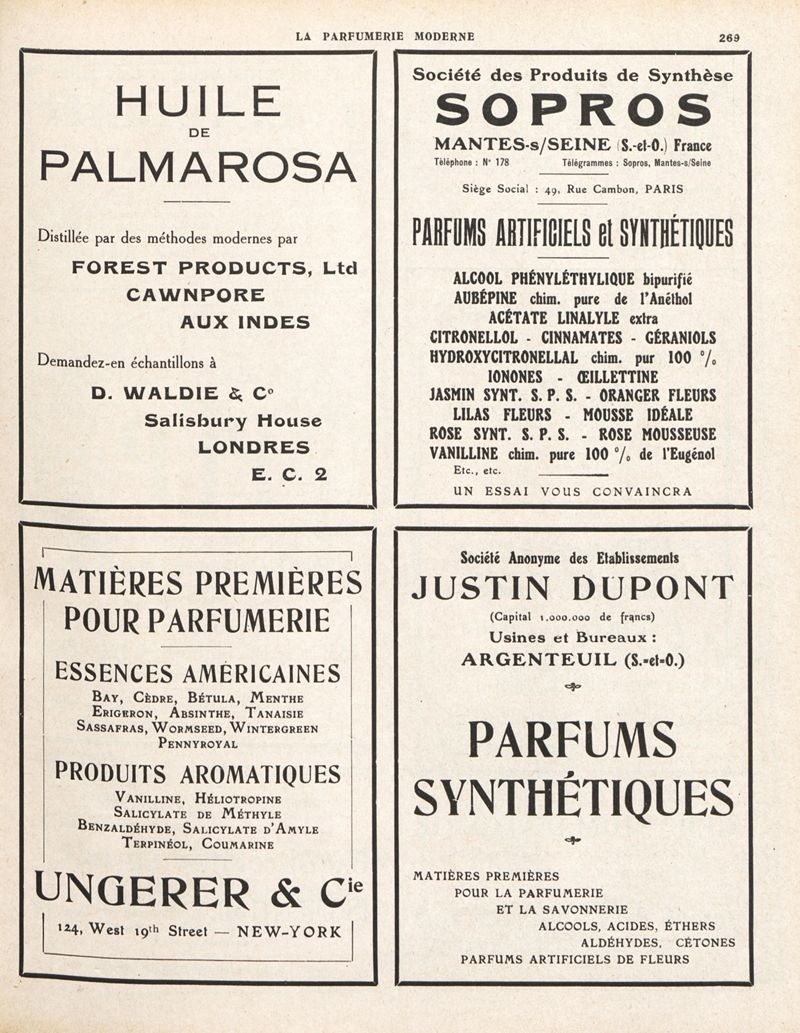 LA PARFUMERIE MODERNE
269
HUILE
DE
PALMAROSA
Distillée par des méthodes modernes par
FOREST PRODUCTS, Ltd
CAWNPORE
AUX INDES
Demandez-en échantillons à
D. WALDIE & Cº
Salisbury House
LONDRES
E. C. 2
Société des Produits de Synthèse
SOPROS
MANTES-s/SEINE (S.-et-O.) France
Téléphone : N° 178 Télégrammes : Sopros, Mantes-s/Seine
Siège Social : 49, Rue Cambon, PARIS
PARFUMS ARTIFICIELS et SYNTHÉTIQUES
ALCOOL PHÉNYLÉTHYLIQUE bipurifié
AUBÉPINE chim. pure de l'Anéthol
ACÉTATE LINALYLE extra
CITRONELLOL - CINNAMATES - GÉRANIOLS
HYDROXYCITRONELLAL chim. pur 100 %
IONONES - ŒILLETTINE
JASMIN SYNT. S. P. S. - ORANGER FLEURS
LILAS FLEURS - MOUSSE IDÉALE
ROSE SYNT. S. P. S. - ROSE MOUSSEUSE
VANILLINE chim. pure 100 % de l'Eugénol
Etc., etc.
UN ESSAI VOUS CONVAINCRA
MATIÈRES PREMIÈRES
POUR PARFUMERIE
ESSENCES AMÉRICAINES
BAY, CÈDRE, BÉTULA, MENTHE
ERIGERON, ABSINTHE, TANAISIE
SASSAFRAS, WORMSEED, WINTERGREEN
PENNYROYAL
PRODUITS AROMATIQUES
VANILLINE, HÉLIOTROPINE
SALICYLATE DE MÉTHYLE
BENZALDÉHYDE, SALICYLATE D'AMYLE
TERPINÉOL, COUMARINE
UNGERER & Cie
124, West 19th Street — NEW-YORK
Société Anonyme des Etablissements
JUSTIN DUPONT
(Capital 1.000.000 de francs)
Usines et Bureaux :
ARGENTEUIL (S.-et-O.)
PARFUMS
SYNTHÉTIQUES
MATIÈRES PREMIÈRES
POUR LA PARFUMERIE
ET LA SAVONNERIE
ALCOOLS, ACIDES, ÉTHERS
ALDÉHYDES, CÉTONES
PARFUMS ARTIFICIELS DE FLEURS